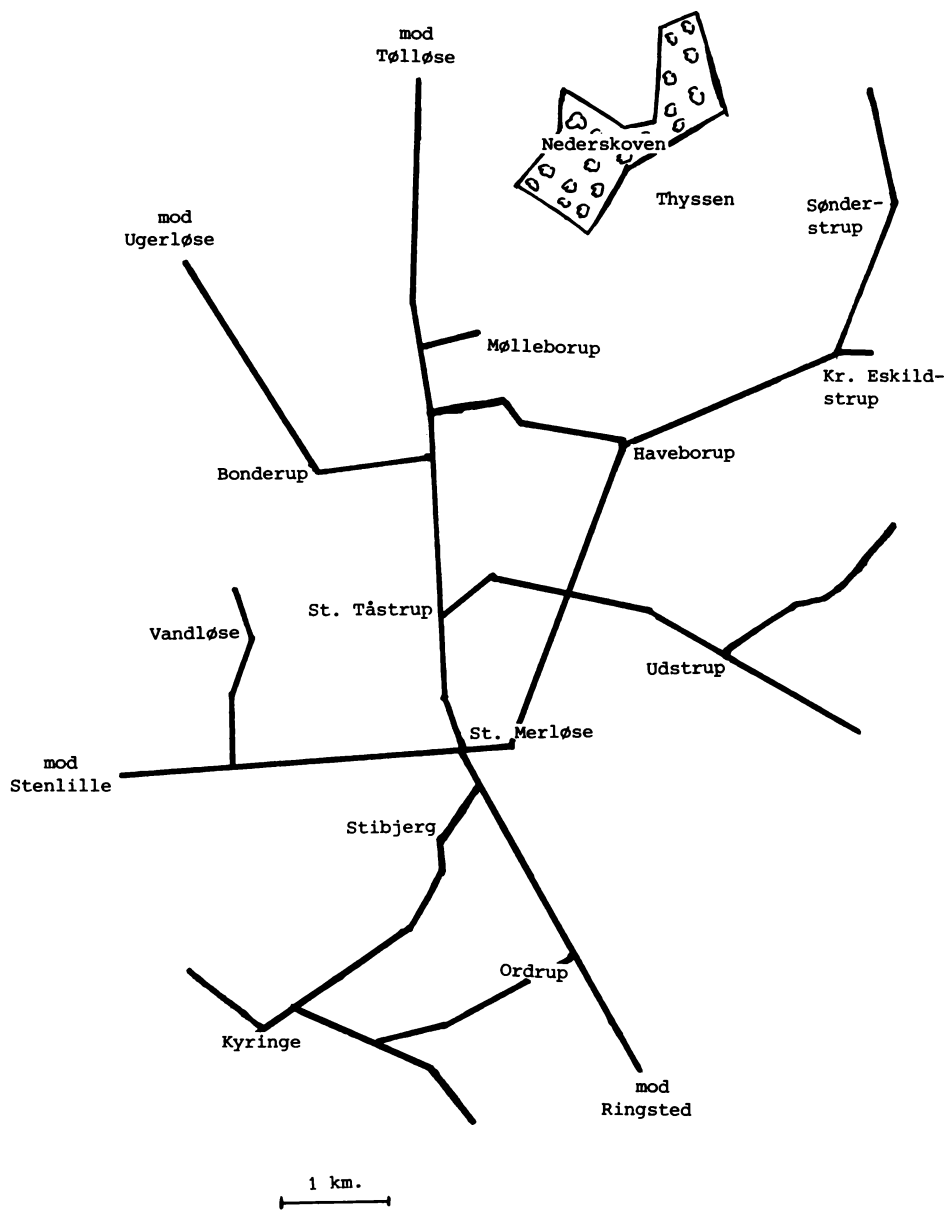 mod
Tølløse
Nederskoven
Thyssen
Sønder-
strup
mod
Ugerløse
Mølleborup
Kr. Eskild-
strup
Haveborup
Bonderup
St. Tåstrup
Vandløse
Udstrup
St. Merløse
mod
Stenlille
Stibjerg
Ordrup
Kyringe
mod
Ringsted
1 km.